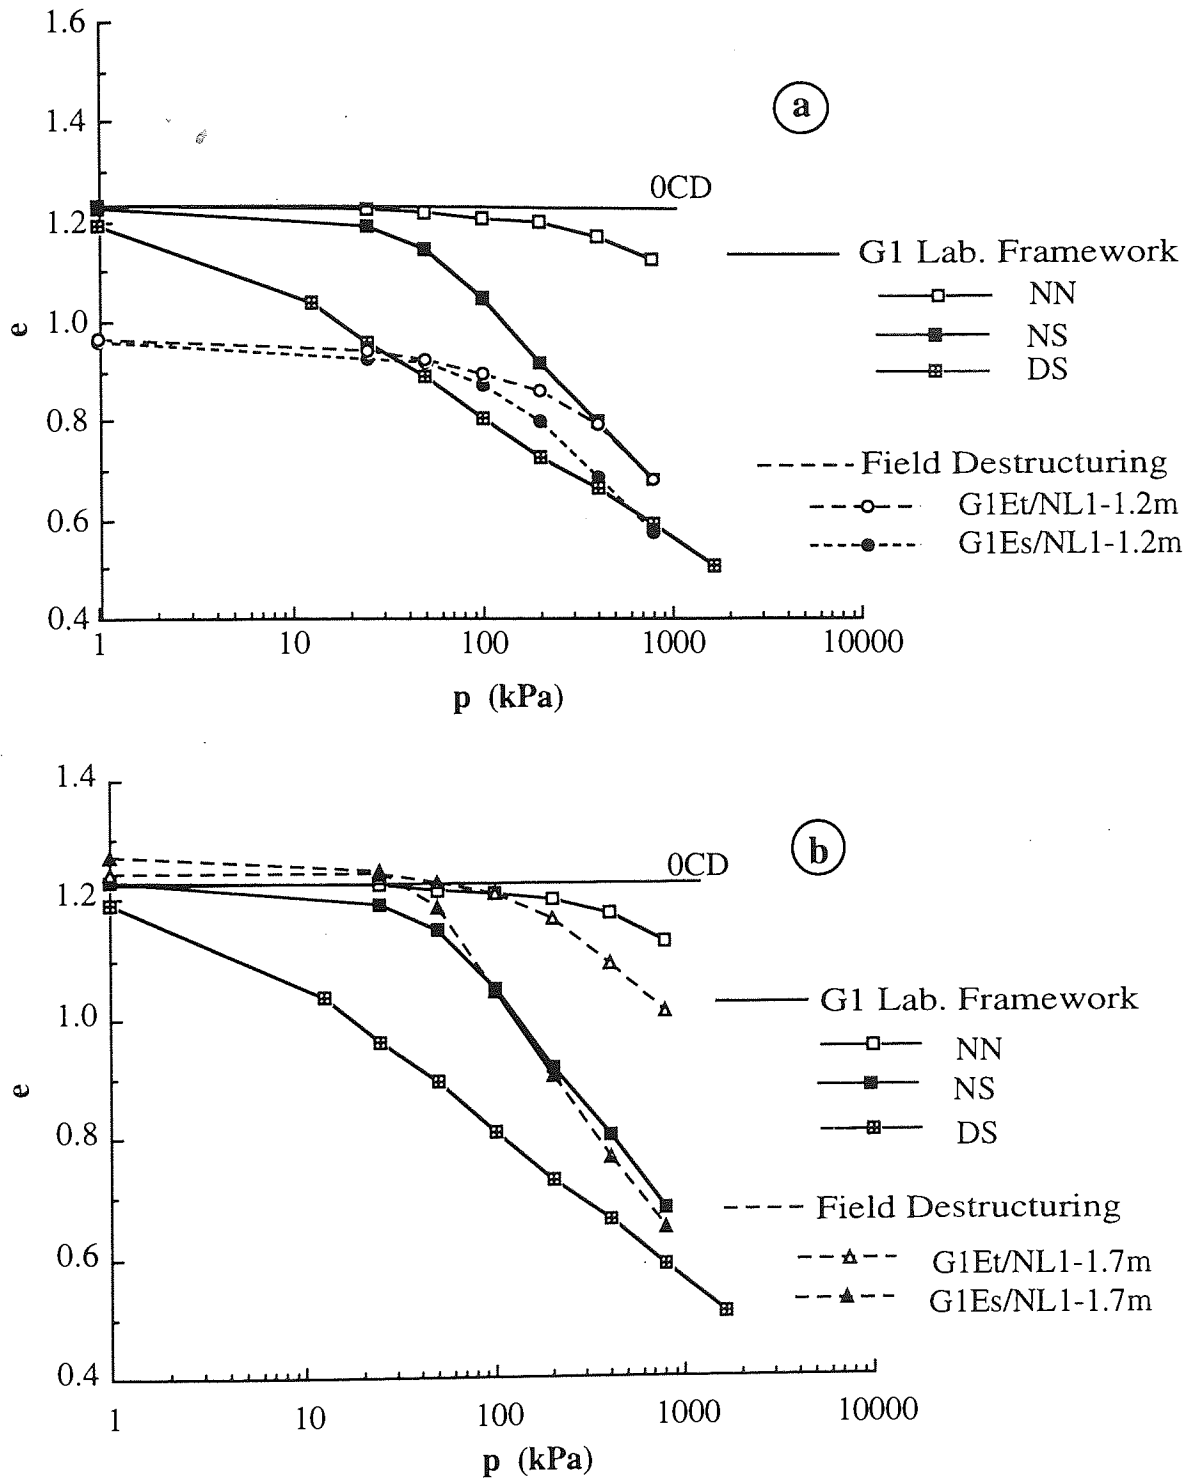 1.6
a
1.4
0CD
1.2
G1 Lab. Framework
NN
1.0
NS
e
DS
0.8
Field Destructuring
G1Et/NL1-1.2m
0.6
G1Es/NL1-1.2m
0.4
1 10 100 1000 10000
p (kPa)
1.4
b
0CD
1.2
G1 Lab. Framework
1.0
NN
NS
e
DS
0.8
Field Destructuring
0.6
G1Et/NL1-1.7m
G1Es/NL1-1.7m
0.4
1 10 100 1000 10000
p (kPa)